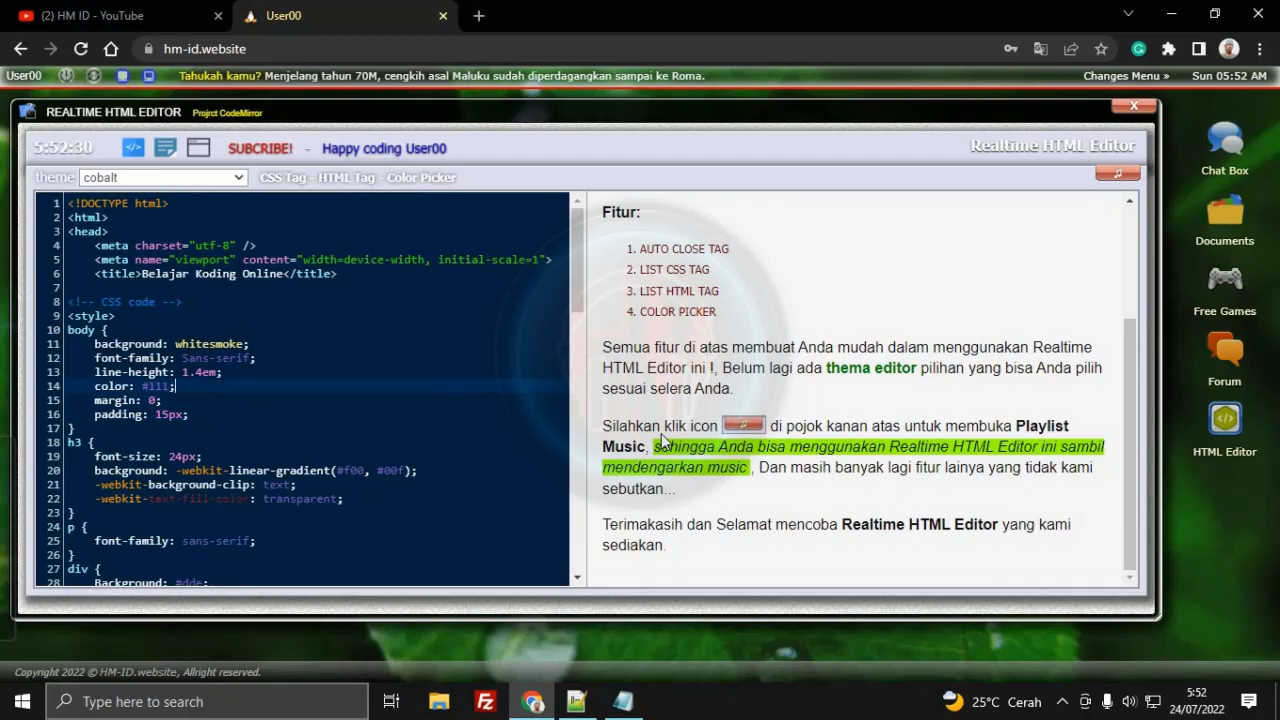 (2) HM ID - YouTube
User00
hm-id.website
User00
Tahukah kamu? Menjelang tahun 70M, cengkih asal Maluku sudah diperdagangkan sampai ke Roma.
Changes Menu »
Sun 05:52 AM
REALTIME HTML EDITOR
Projrct CodeMirror
X
5:52:30
</>
SUBCRIBE! - Happy coding User00
Realtime HTML Editor
theme
cobalt
CSS Tag - HTML Tag - Color Picker
1 <!DOCTYPE html>
2 <html>
3 <head>
4 <meta charset="utf-8" />
5 <meta name="viewport" content="width=device-width, initial-scale=1">
6 <title>Belajar Koding Online</title>
7
8 <!-- CSS code -->
9 <style>
10 body {
11 background: whitesmoke;
12 font-family: Sans-serif;
13 line-height: 1.4em;
14 color: #111;
15 margin: 0;
16 padding: 15px;
17 }
18 h3 {
19 font-size: 24px;
20 background: -webkit-linear-gradient(#f00, #00f);
21 -webkit-background-clip: text;
22 -webkit-text-fill-color: transparent;
23 }
24 p {
25 font-family: sans-serif;
26 }
27 div {
28 Background: #dde;
Fitur:
1. AUTO CLOSE TAG
2. LIST CSS TAG
3. LIST HTML TAG
4. COLOR PICKER
Semua fitur di atas membuat Anda mudah dalam menggunakan Realtime
HTML Editor ini !, Belum lagi ada thema editor pilihan yang bisa Anda pilih
sesuai selera Anda.
Silahkan klik icon ♫ di pojok kanan atas untuk membuka Playlist
Music, sehingga Anda bisa menggunakan Realtime HTML Editor ini sambil
mendengarkan music, Dan masih banyak lagi fitur lainya yang tidak kami
sebutkan...
Terimakasih dan Selamat mencoba Realtime HTML Editor yang kami
sediakan.
Chat Box
Documents
Free Games
Forum
HTML Editor
Copyright 2022 © HM-ID.website, Allright reserved.
Type here to search
25°C Cerah
5:52
24/07/2022